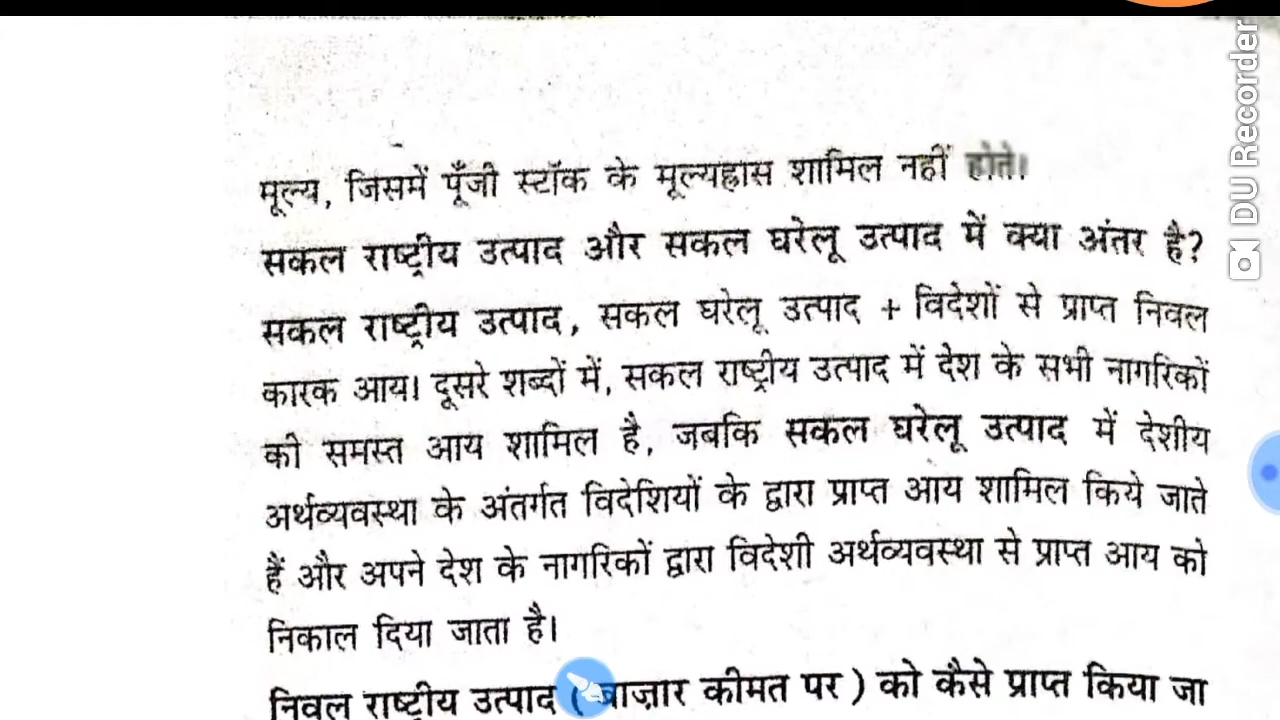 मूल्य, जिसमें पूँजी स्टॉक के मूल्यह्रास शामिल नहीं होते।
सकल राष्ट्रीय उत्पाद और सकल घरेलू उत्पाद में क्या अंतर है?
सकल राष्ट्रीय उत्पाद, सकल घरेलू उत्पाद + विदेशों से प्राप्त निवल
कारक आय। दूसरे शब्दों में, सकल राष्ट्रीय उत्पाद में देश के सभी नागरिकों
की समस्त आय शामिल है, जबकि सकल घरेलू उत्पाद में देशीय
अर्थव्यवस्था के अंतर्गत विदेशियों के द्वारा प्राप्त आय शामिल किये जाते
हैं और अपने देश के नागरिकों द्वारा विदेशी अर्थव्यवस्था से प्राप्त आय को
निकाल दिया जाता है।
निवल राष्ट्रीय उत्पाद (बाज़ार कीमत पर) को कैसे प्राप्त किया जा
DU Recorder